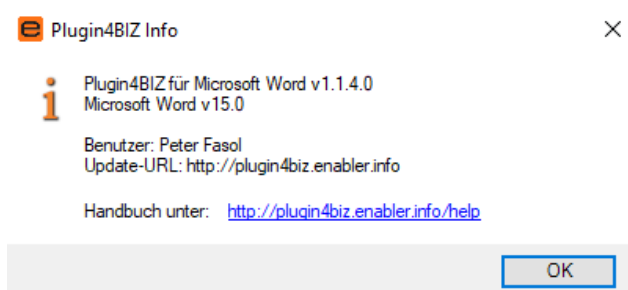 Plugin4BIZ Info
Plugin4BIZ für Microsoft Word v1.1.4.0
Microsoft Word v15.0
Benutzer: Peter Fasol
Update-URL: http://plugin4biz.enabler.info
Handbuch unter: http://plugin4biz.enabler.info/help
OK